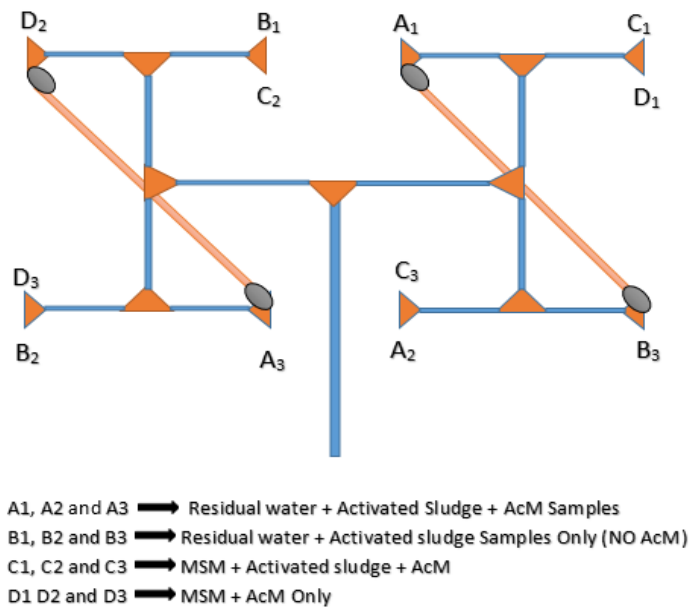 D₂ B₁ A₁ C₁
C₂ D₁
D₃ C₃
B₂ A₃ A₂ B₃
A1, A2 and A3 → Residual water + Activated Sludge + AcM Samples
B1, B2 and B3 → Residual water + Activated sludge Samples Only (NO AcM)
C1, C2 and C3 → MSM + Activated sludge + AcM
D1 D2 and D3 → MSM + AcM Only